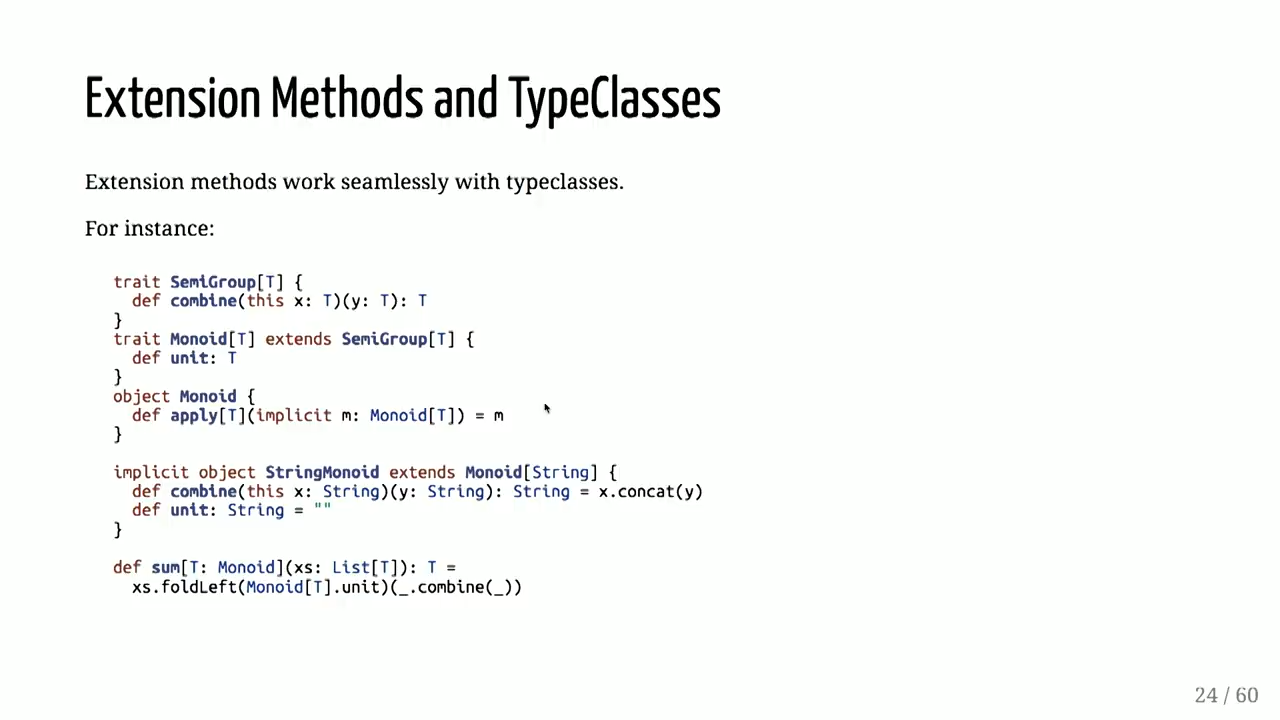 Extension Methods and TypeClasses
Extension methods work seamlessly with typeclasses.
For instance:
trait SemiGroup[T] {
  def combine(this x: T)(y: T): T
}
trait Monoid[T] extends SemiGroup[T] {
  def unit: T
}
object Monoid {
  def apply[T](implicit m: Monoid[T]) = m
}
implicit object StringMonoid extends Monoid[String] {
  def combine(this x: String)(y: String): String = x.concat(y)
  def unit: String = ""
}
def sum[T: Monoid](xs: List[T]): T =
  xs.foldLeft(Monoid[T].unit)(_.combine(_))
24 / 60